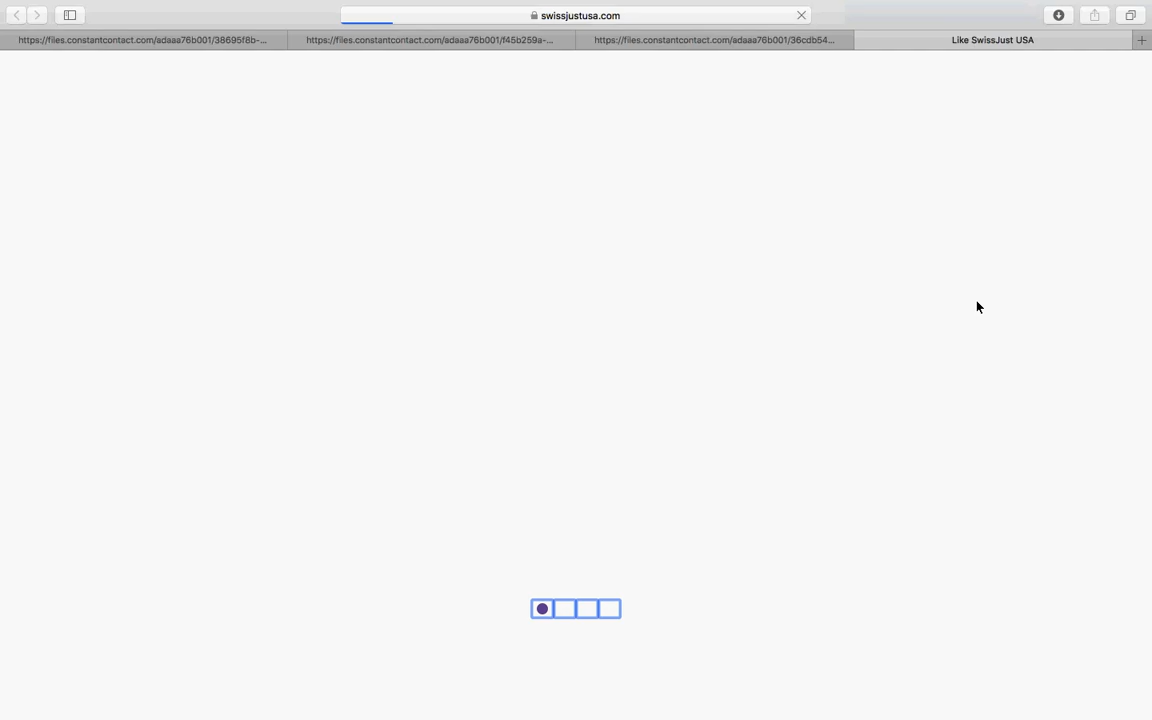 swissjustusa.com
https://files.constantcontact.com/adaaa76b001/38695f8b-...
https://files.constantcontact.com/adaaa76b001/f45b259a-...
https://files.constantcontact.com/adaaa76b001/36cdb54...
Like SwissJust USA